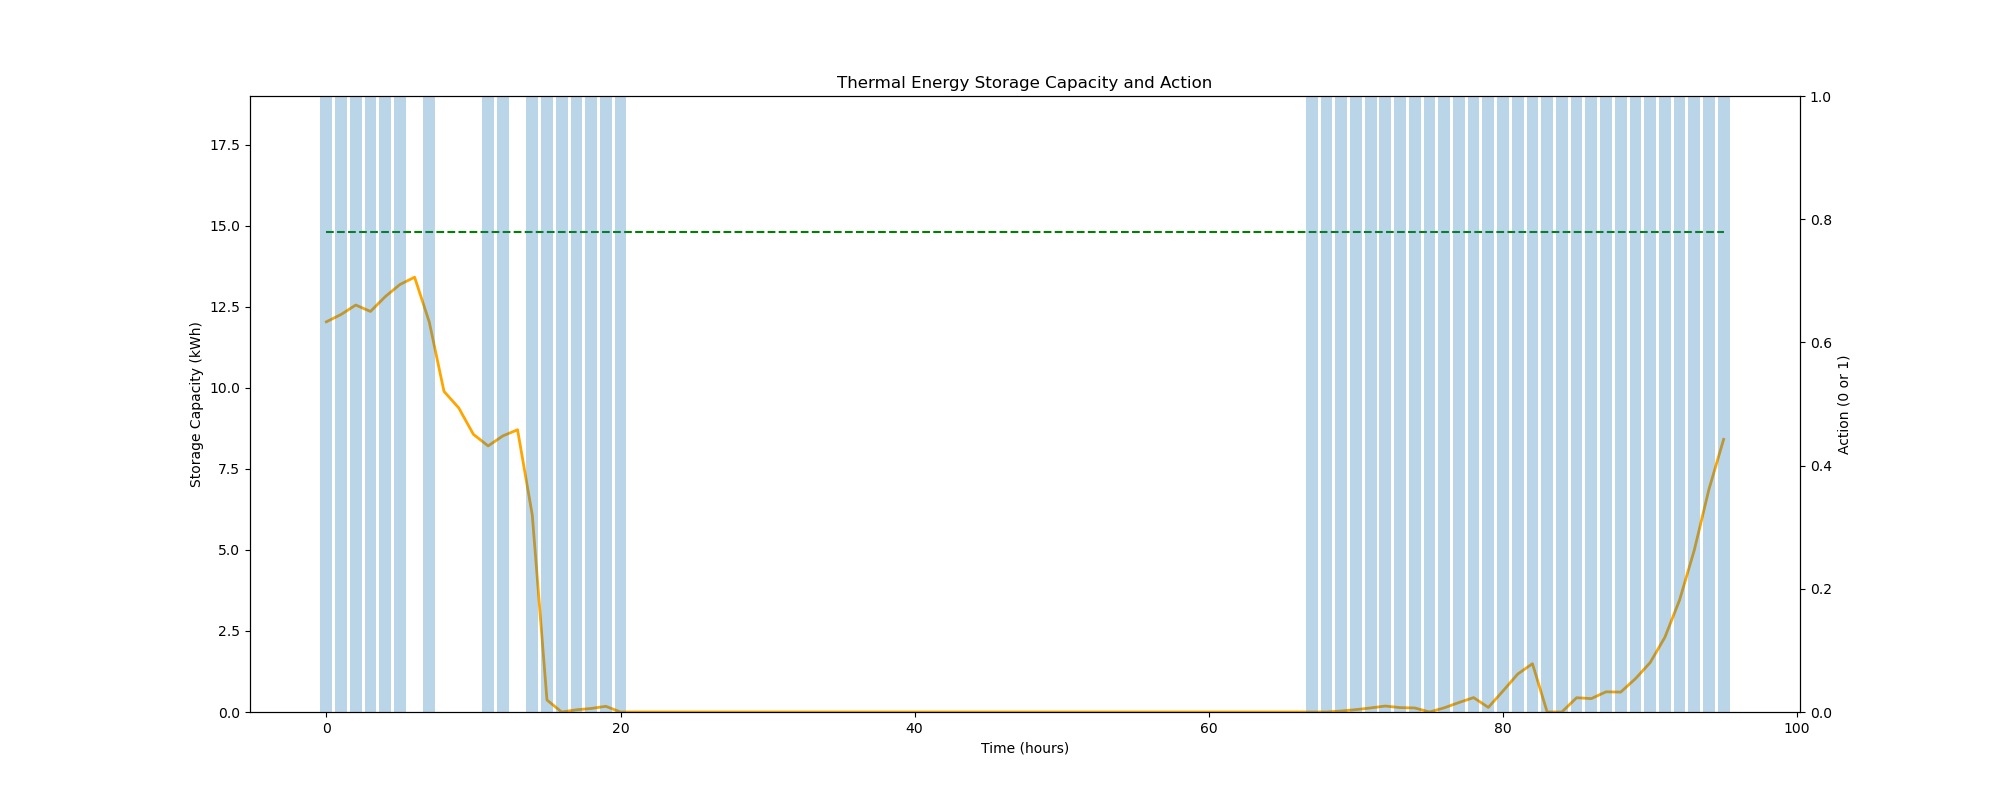 Thermal Energy Storage Capacity and Action
17.5
15.0
12.5
10.0
7.5
5.0
2.5
0.0
Storage Capacity (kWh)
1.0
0.8
0.6
0.4
0.2
0.0
Action (0 or 1)
0 20 40 60 80 100
Time (hours)